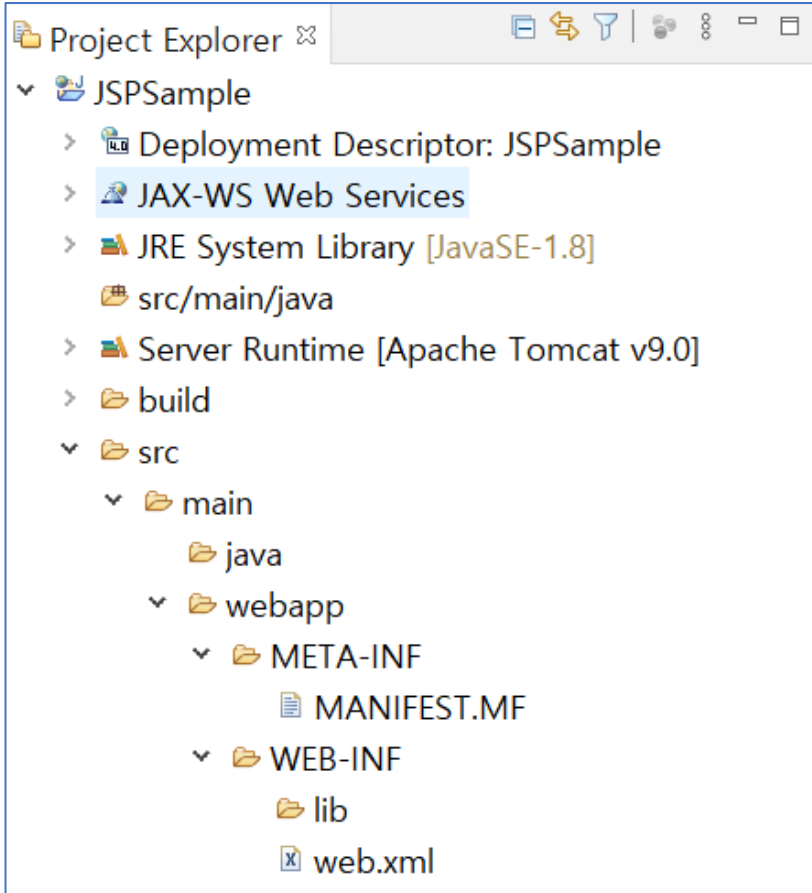 Project Explorer
JSPSample
Deployment Descriptor: JSPSample
JAX-WS Web Services
JRE System Library [JavaSE-1.8]
src/main/java
Server Runtime [Apache Tomcat v9.0]
build
src
main
java
webapp
META-INF
MANIFEST.MF
WEB-INF
lib
web.xml